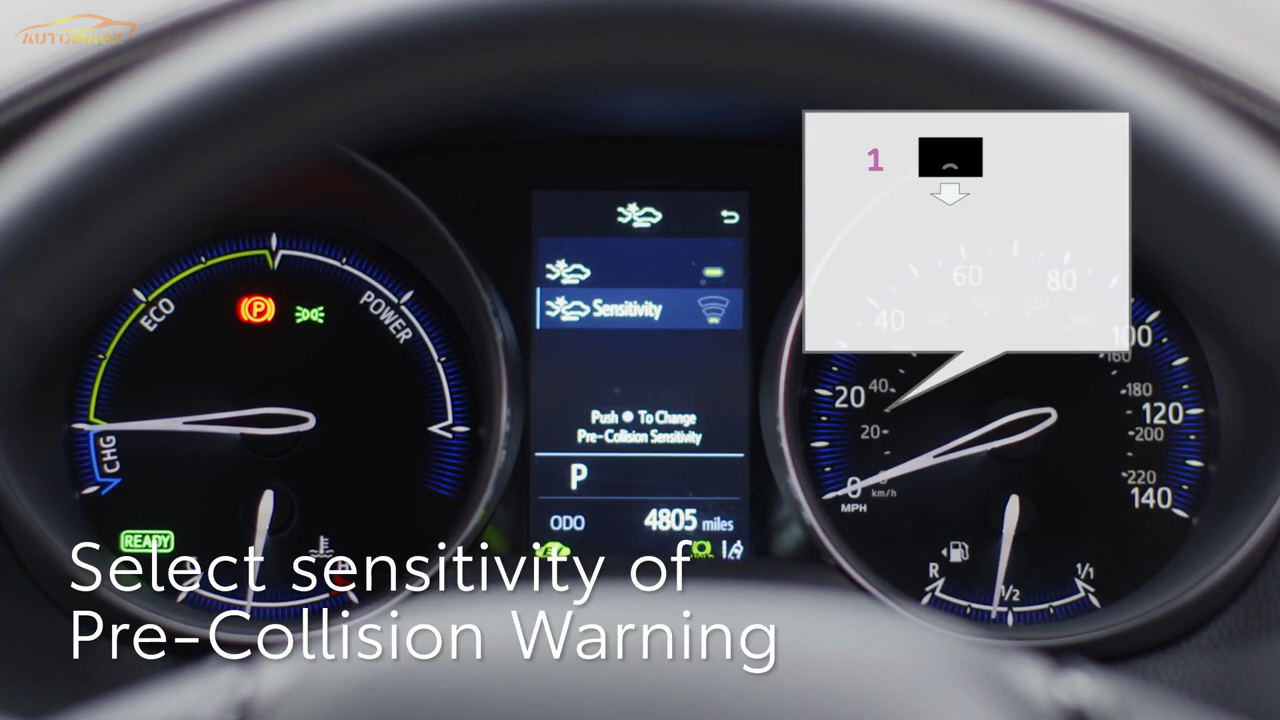 AUTOMAGX
1
ECO
POWER
CHG
READY
H
Sensitivity
Push To Change
Pre-Collision Sensitivity
P
ODO 4805 miles
0
20
40
60
80
100
120
140
20
40
160
180
200
220
km/h
MPH
R
1/2
1/1
Select sensitivity of
Pre-Collision Warning